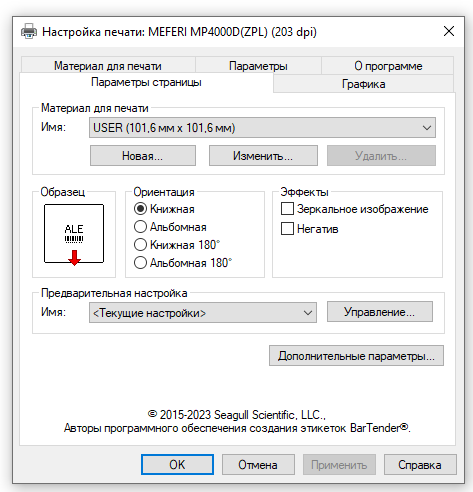 Настройка печати: MEFERI MP4000D(ZPL) (203 dpi)
Материал для печати Параметры О программе
Параметры страницы Графика
Материал для печати
Имя: USER (101,6 мм x 101,6 мм)
Новая... Изменить... Удалить...
Образец Ориентация Эффекты
ALE
Книжная
Альбомная
Книжная 180°
Альбомная 180°
Зеркальное изображение
Негатив
Предварительная настройка
Имя: <Текущие настройки> Управление...
Дополнительные параметры...
© 2015-2023 Seagull Scientific, LLC.,
Авторы программного обеспечения создания этикеток BarTender®.
OK Отмена Применить Справка